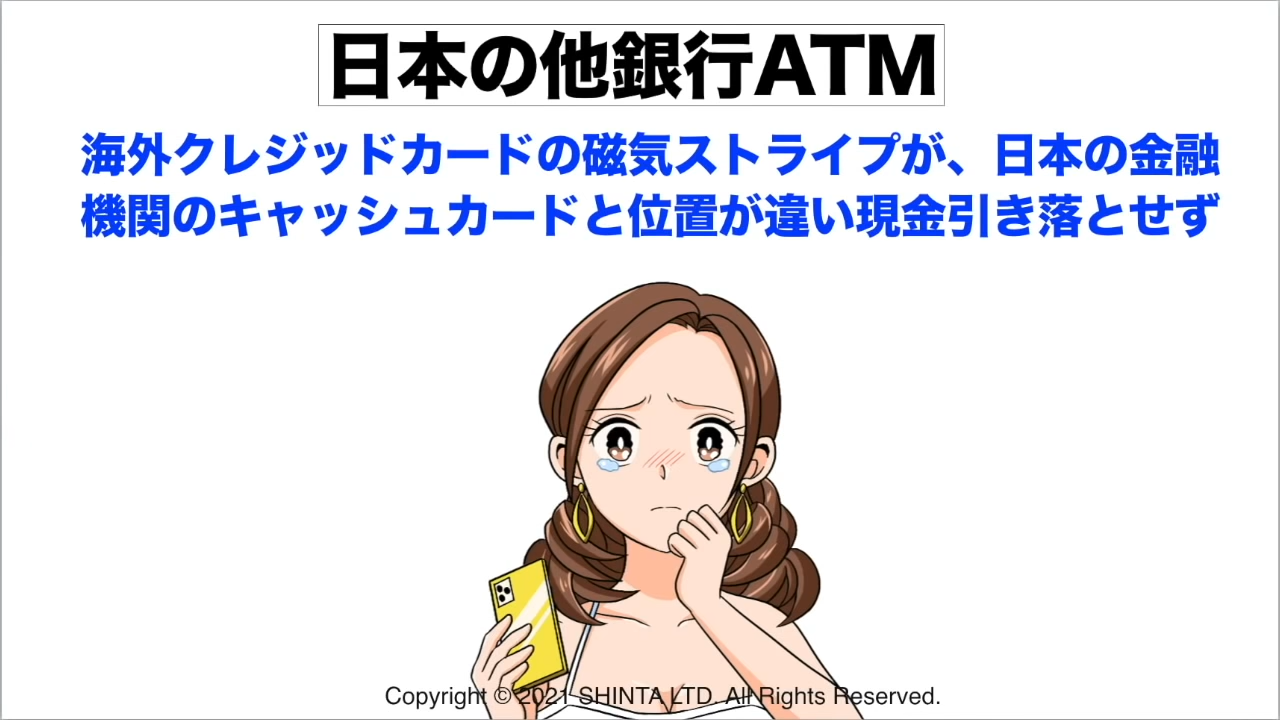 日本の他銀行ATM
海外クレジッドカードの磁気ストライプが、日本の金融
機関のキャッシュカードと位置が違い現金引き落とせず
Copyright © 2021 SHINTA LTD. All Rights Reserved.